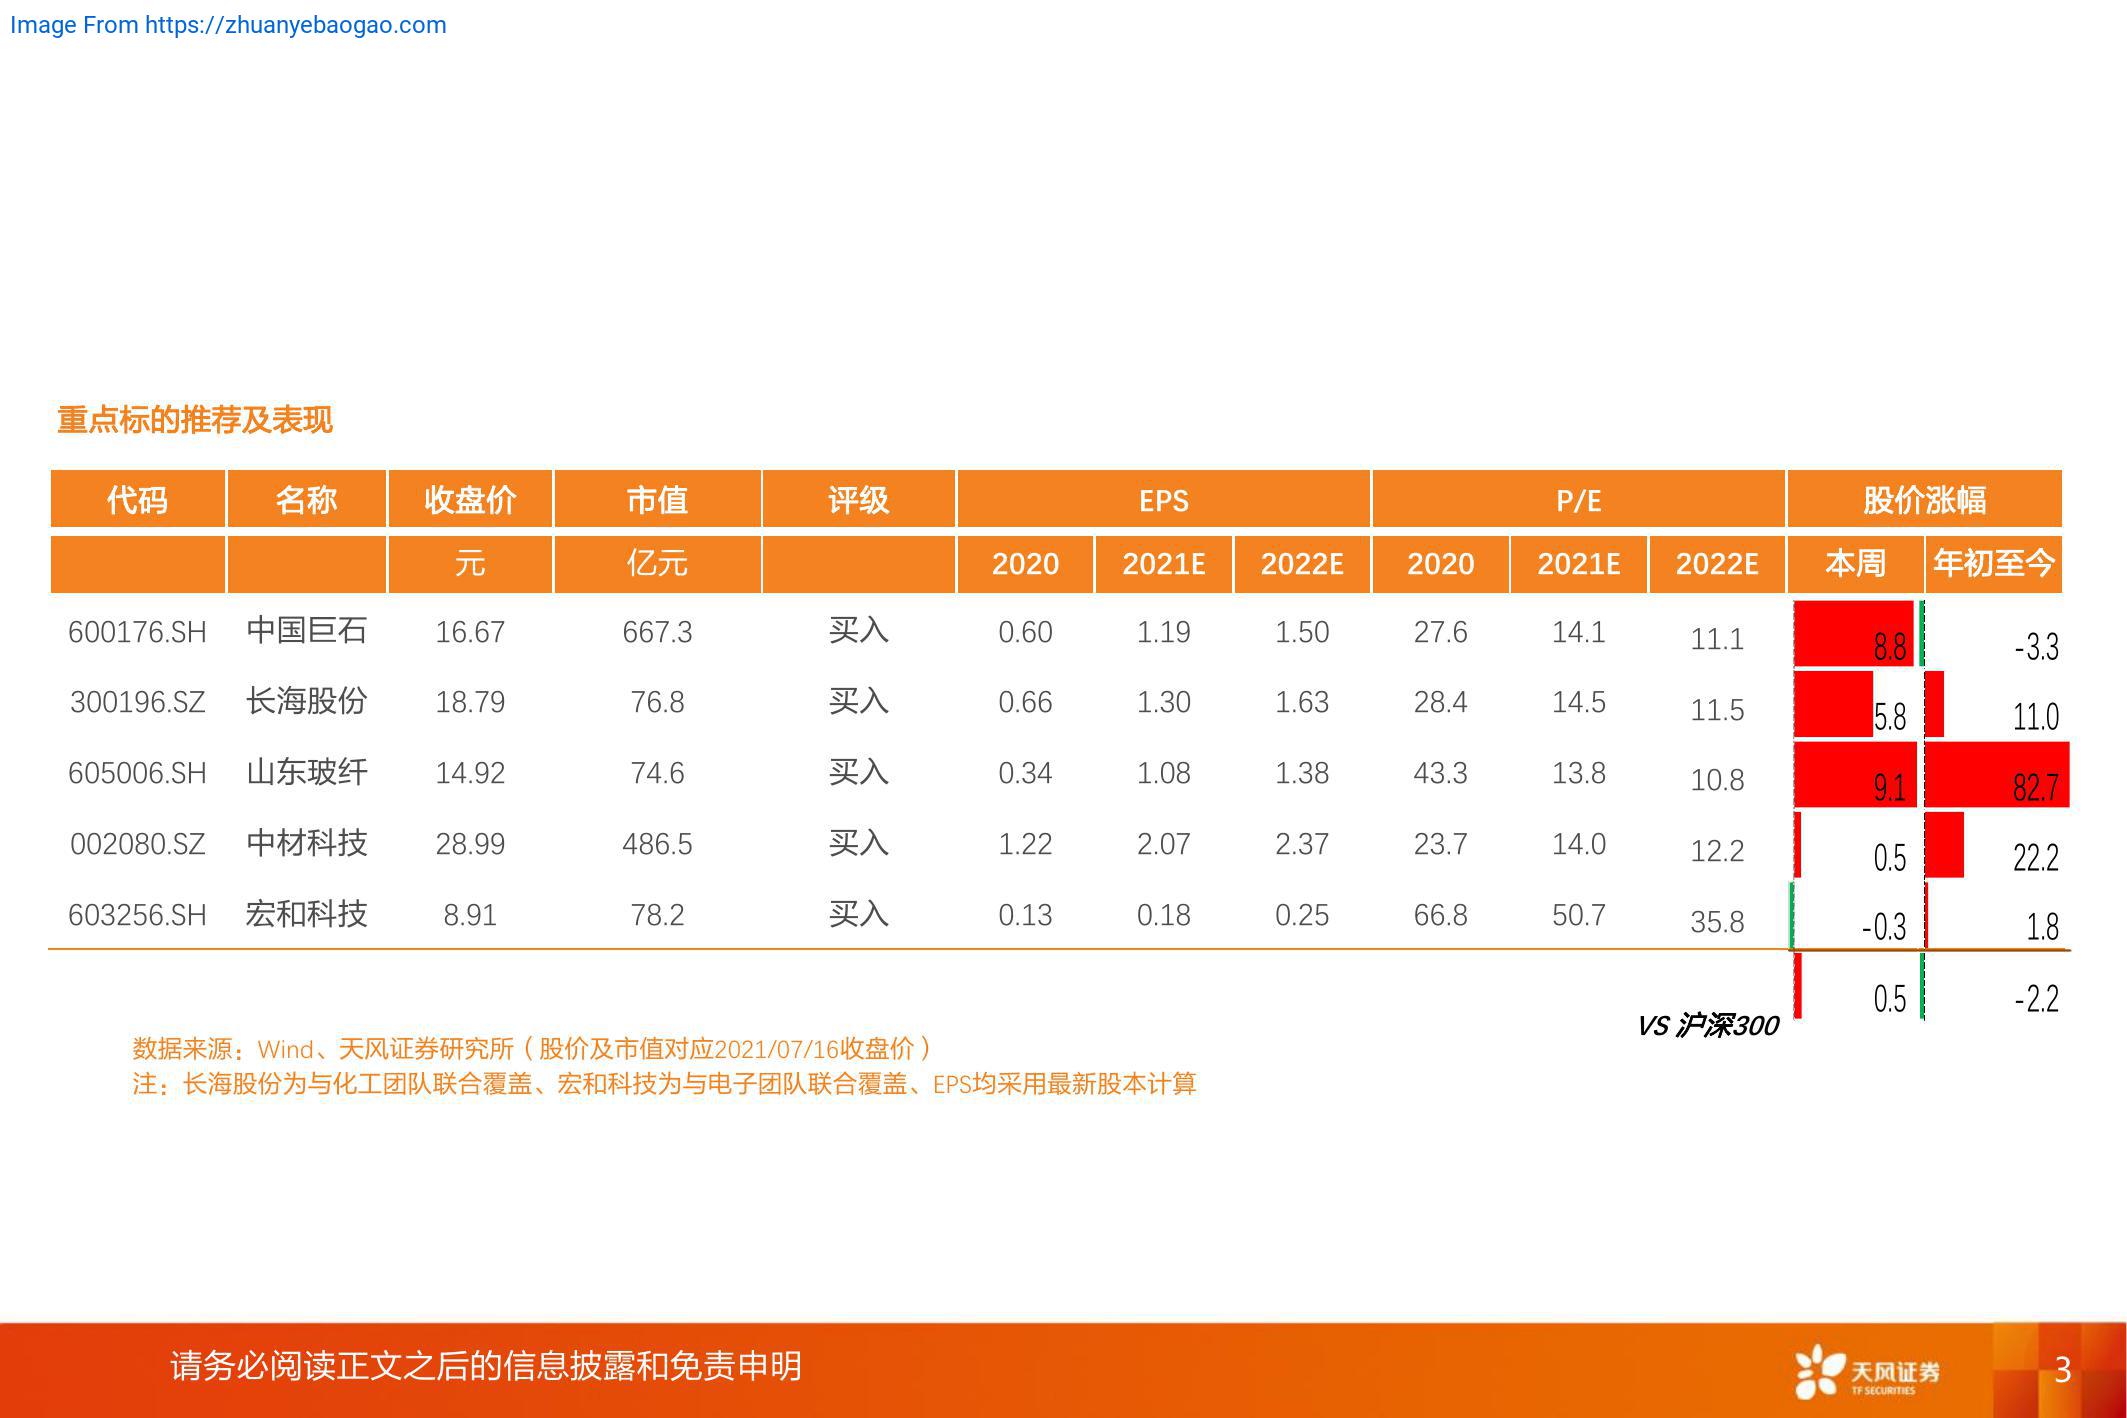 Image From https://zhuanyebaogao.com
重点标的推荐及表现
代码 名称 收盘价 市值 评级 EPS P/E 股价涨幅
元 亿元 2020 2021E 2022E 2020 2021E 2022E 本周 年初至今
600176.SH 中国巨石 16.67 667.3 买入 0.60 1.19 1.50 27.6 14.1 11.1 8.8 -3.3
300196.SZ 长海股份 18.79 76.8 买入 0.66 1.30 1.63 28.4 14.5 11.5 5.8 11.0
605006.SH 山东玻纤 14.92 74.6 买入 0.34 1.08 1.38 43.3 13.8 10.8 9.1 82.7
002080.SZ 中材科技 28.99 486.5 买入 1.22 2.07 2.37 23.7 14.0 12.2 0.5 22.2
603256.SH 宏和科技 8.91 78.2 买入 0.13 0.18 0.25 66.8 50.7 35.8 -0.3 1.8
VS 沪深300 0.5 -2.2
数据来源：Wind、天风证券研究所（股价及市值对应2021/07/16收盘价）
注：长海股份为与化工团队联合覆盖、宏和科技为与电子团队联合覆盖、EPS均采用最新股本计算
请务必阅读正文之后的信息披露和免责申明
天风证券
TF SECURITIES
3